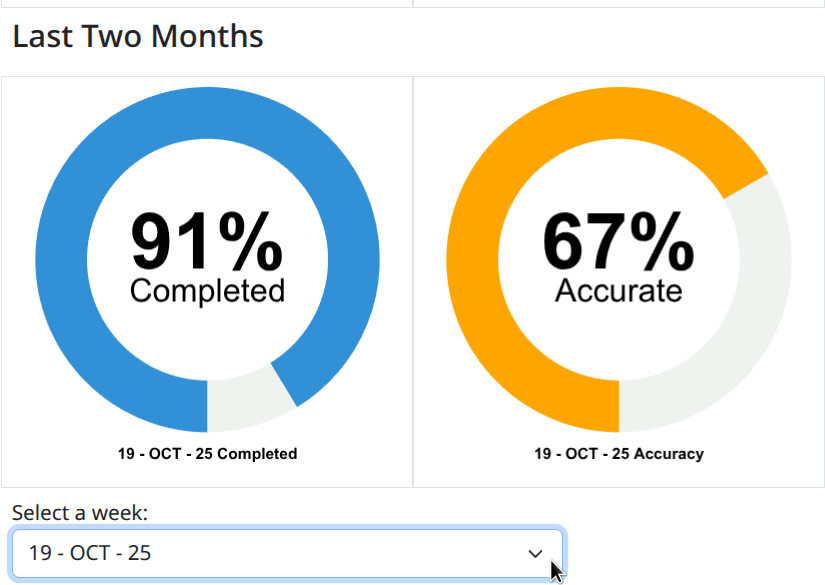 Last Two Months
91%
Completed
67%
Accurate
19 - OCT - 25 Completed
19 - OCT - 25 Accuracy
Select a week:
19 - OCT - 25